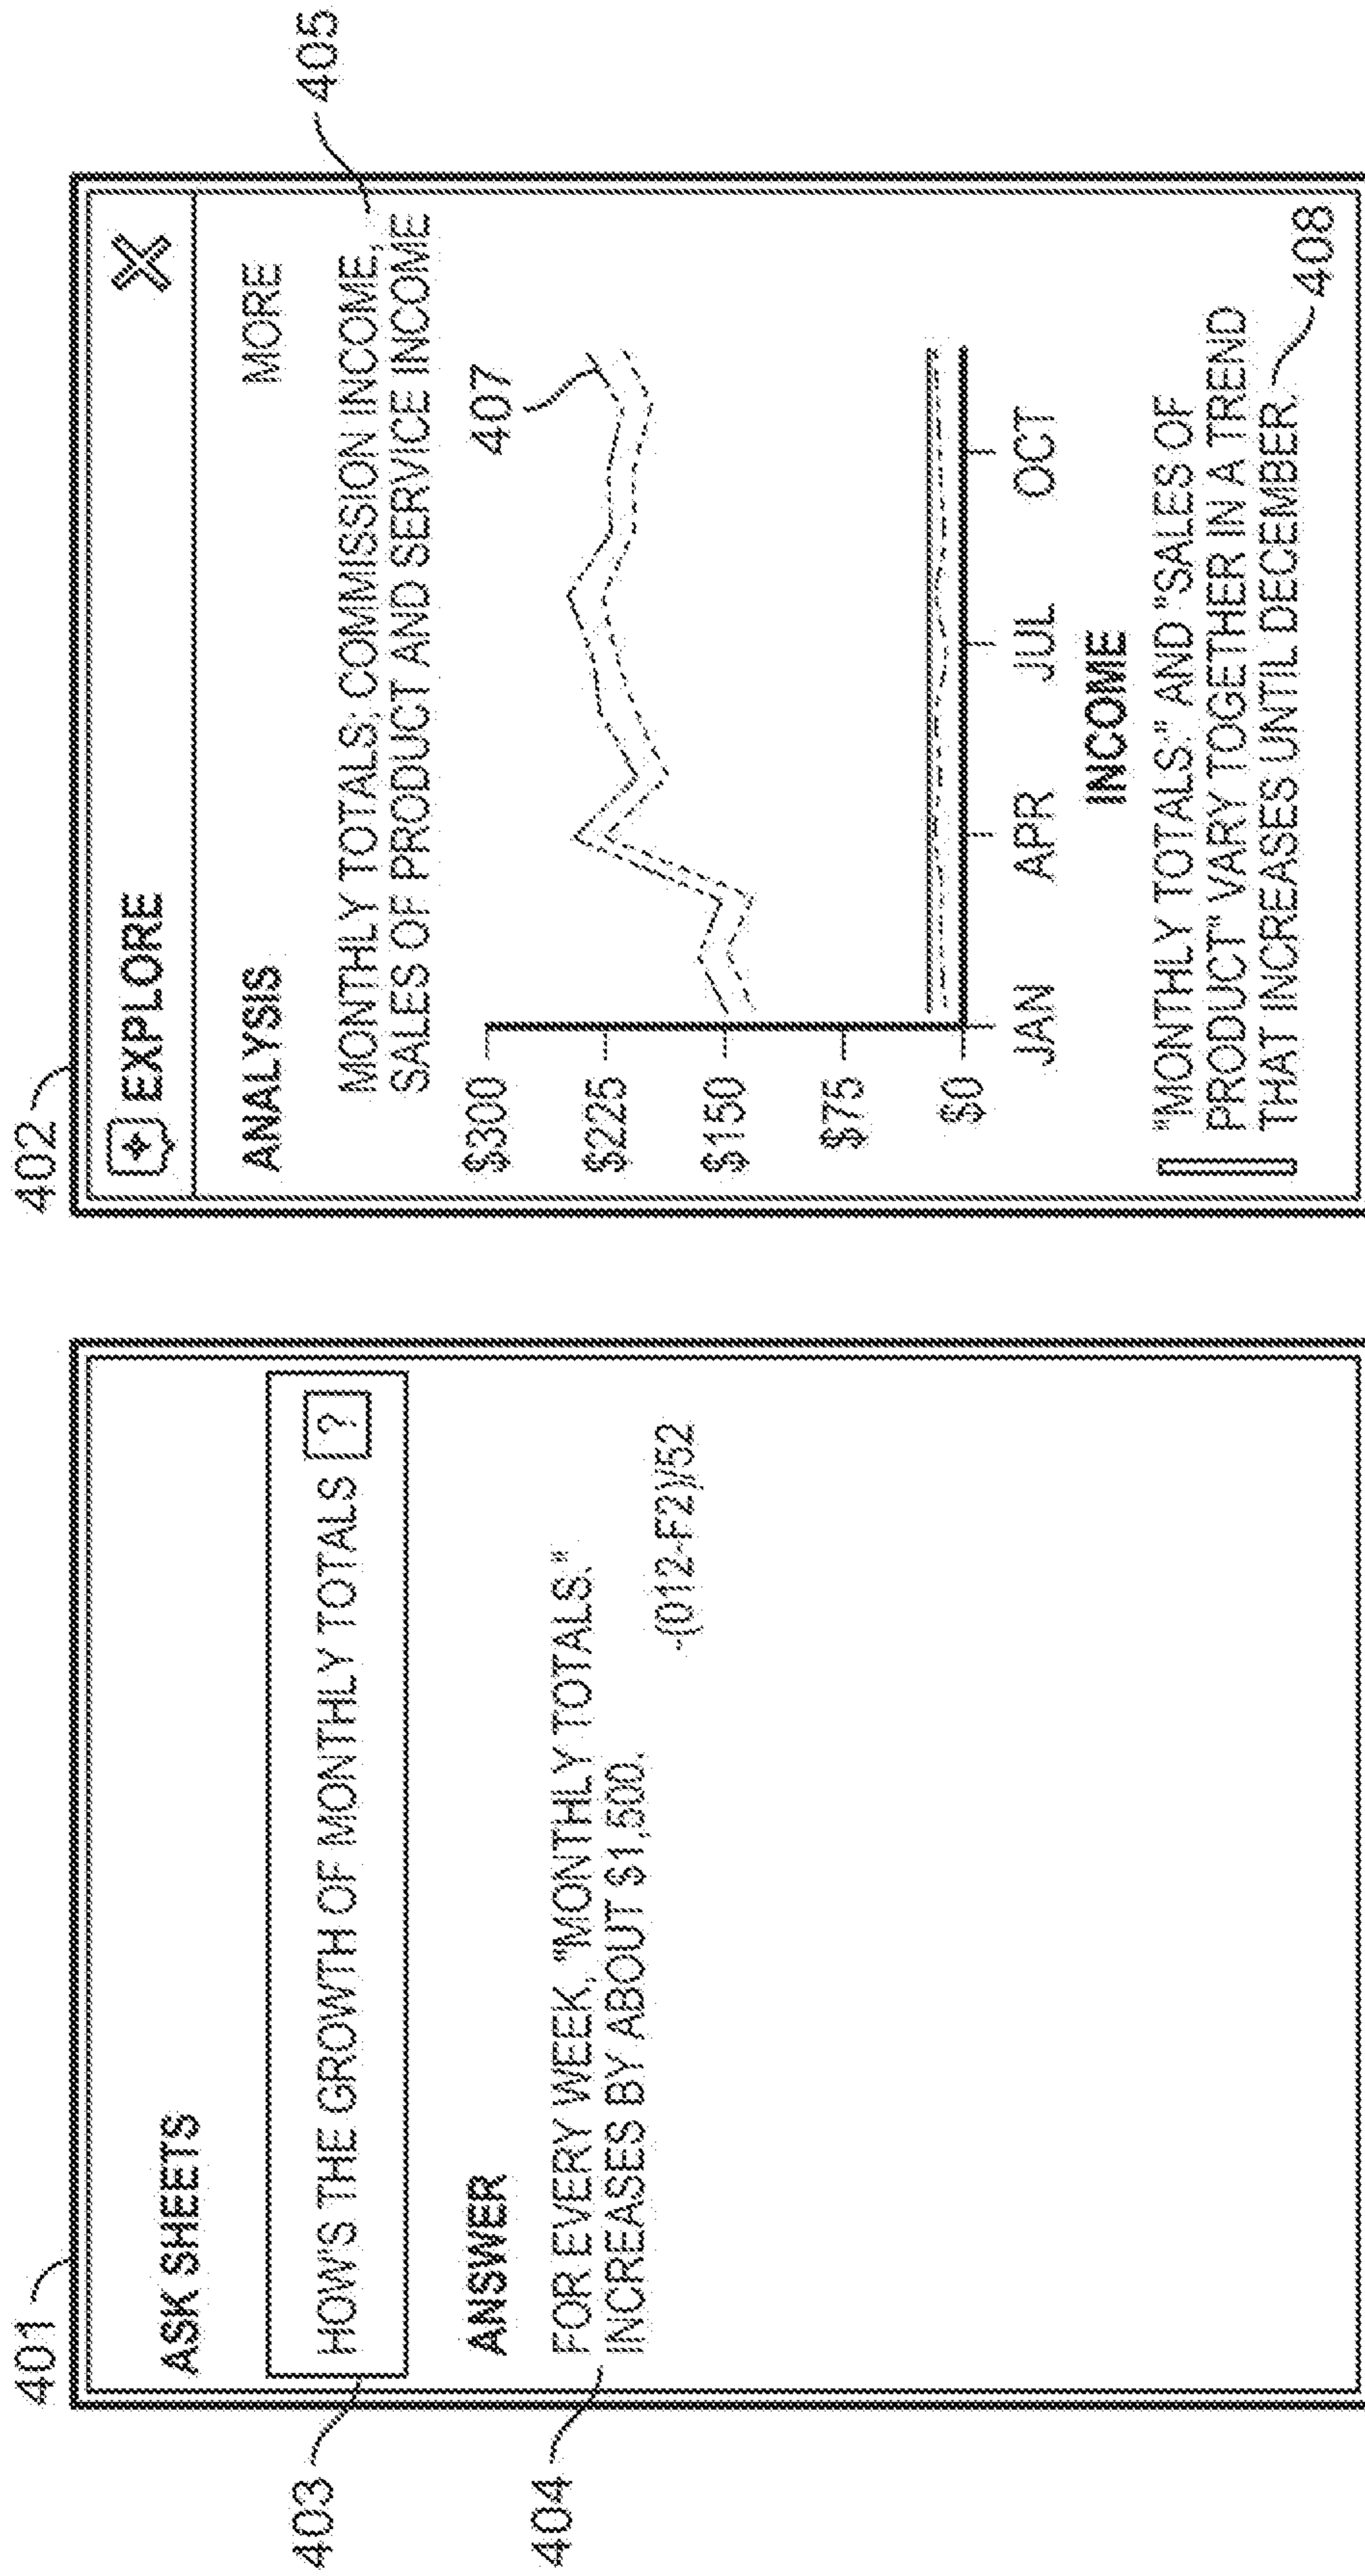 401
ASK SHEETS
403
HOW'S THE GROWTH OF MONTHLY TOTALS ?
ANSWER
404
FOR EVERY WEEK, "MONTHLY TOTALS:"
INCREASES BY ABOUT $1,500.
-(012-F2)/52
402
EXPLORE
ANALYSIS
MORE
405
MONTHLY TOTALS; COMMISSION INCOME,
SALES OF PRODUCT AND SERVICE INCOME
407
$300
$225
$150
$75
$0
JAN
APR
JUL
OCT
INCOME
"MONTHLY TOTALS:" AND "SALES OF
PRODUCT" VARY TOGETHER IN A TREND
THAT INCREASES UNTIL DECEMBER.
408